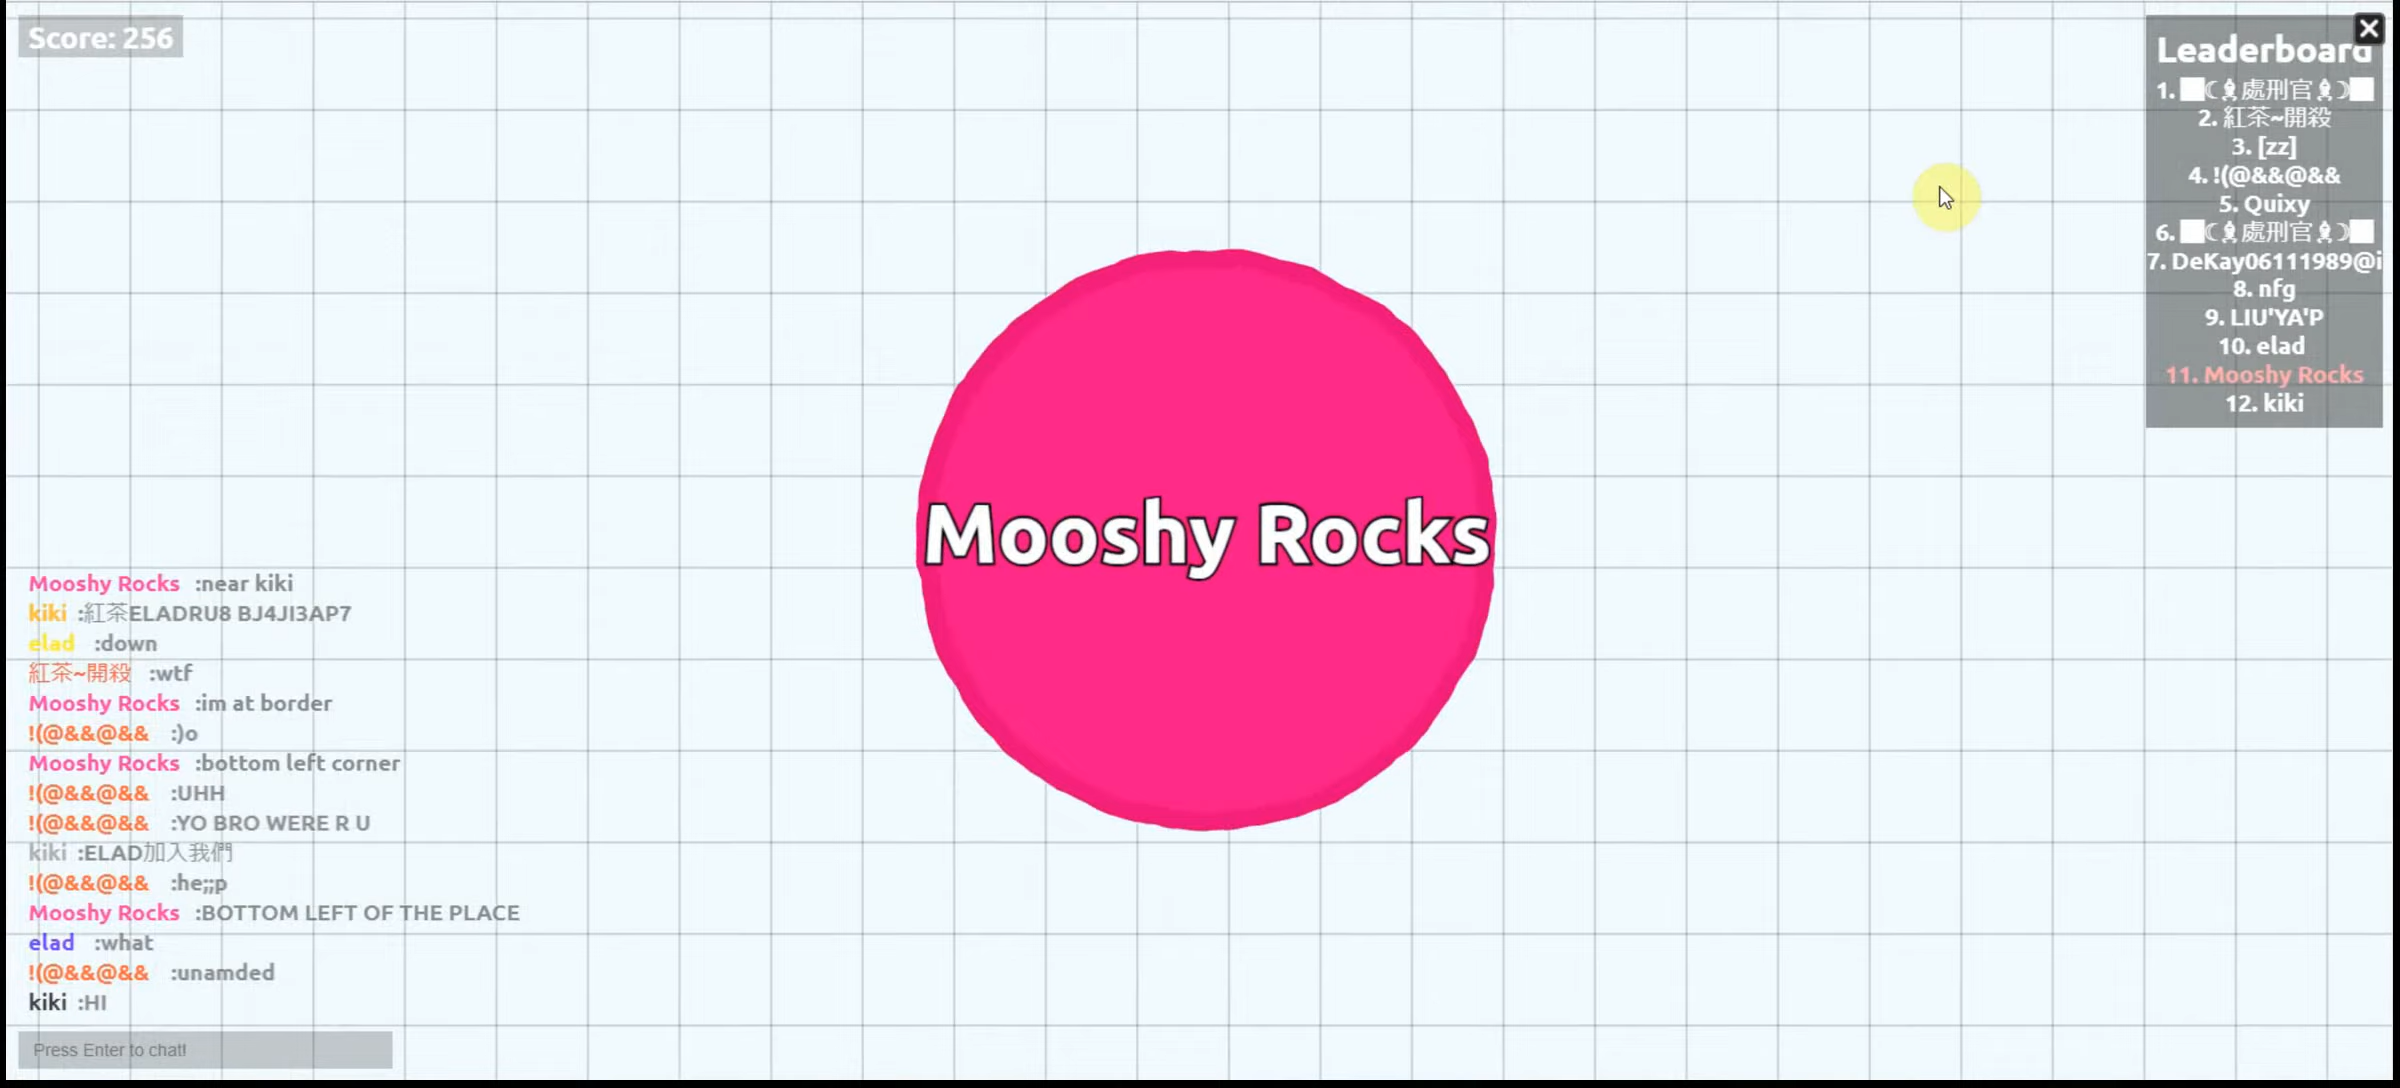 Score: 256
Leaderboard
1. ☾處刑官☽
2. 紅茶~開殺
3. [zz]
4. !(@&&@&&
5. Quixy
6. ☾處刑官☽
7. DeKay06111989@i
8. nfg
9. LIU'YA'P
10. elad
11. Mooshy Rocks
12. kiki
Mooshy Rocks
Mooshy Rocks :near kiki
kiki :紅茶ELADRU8 BJ4JI3AP7
elad :down
紅茶~開殺 :wtf
Mooshy Rocks :im at border
!(@&&@&& :)o
Mooshy Rocks :bottom left corner
!(@&&@&& :UHH
!(@&&@&& :YO BRO WERE R U
kiki :ELAD加入我們
!(@&&@&& :he;;p
Mooshy Rocks :BOTTOM LEFT OF THE PLACE
elad :what
!(@&&@&& :unamded
kiki :HI
Press Enter to chat!